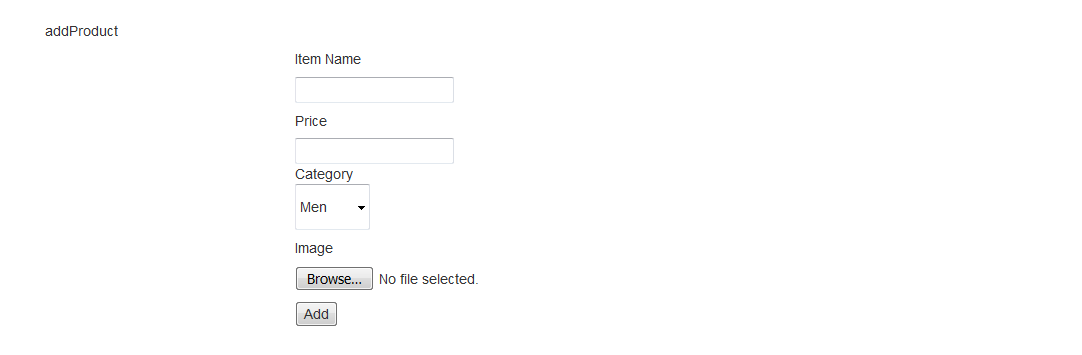 addProduct
Item Name
Price
Category
Men
Image
Browse... No file selected.
Add